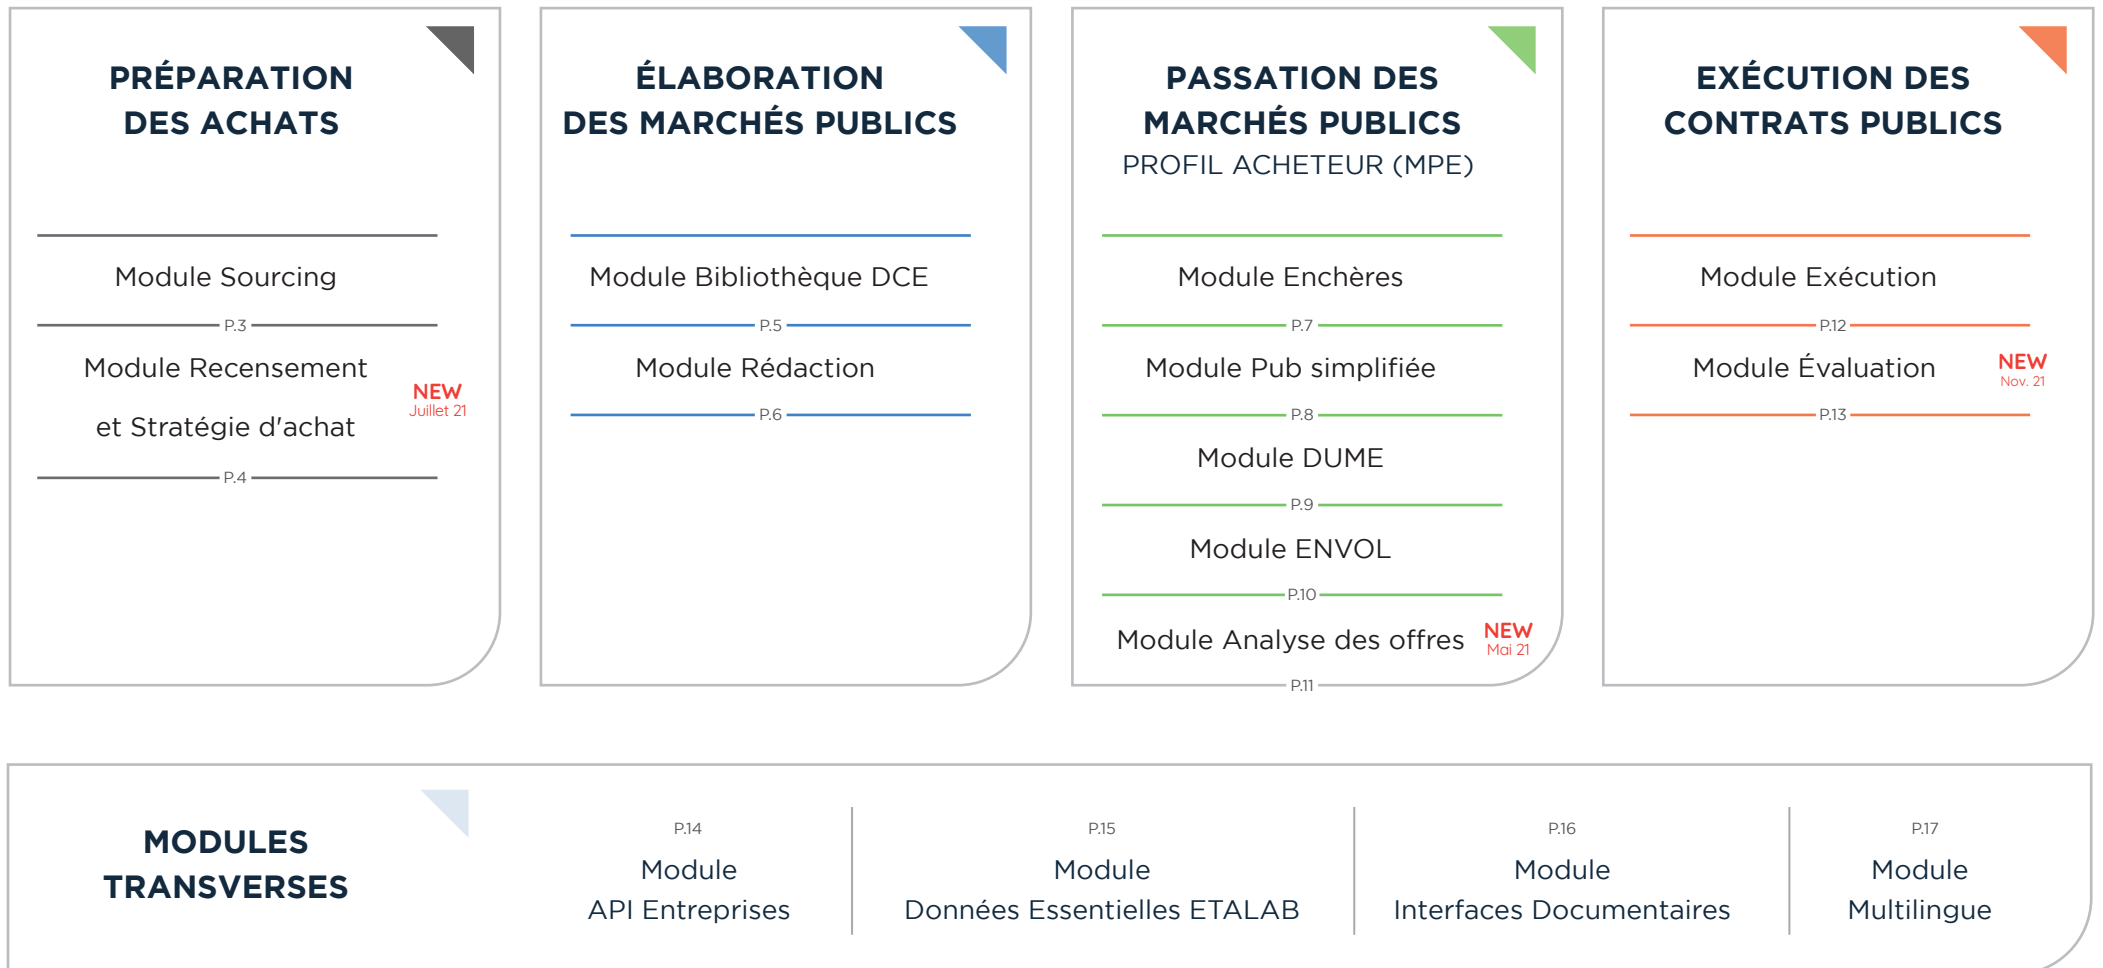 PRÉPARATION
DES ACHATS
Module Sourcing
P.3
Module Recensement
et Stratégie d'achat
NEW
Juillet 21
P.4
ÉLABORATION
DES MARCHÉS PUBLICS
Module Bibliothèque DCE
P.5
Module Rédaction
P.6
PASSATION DES
MARCHÉS PUBLICS
PROFIL ACHETEUR (MPE)
Module Enchères
P.7
Module Pub simplifiée
P.8
Module DUME
P.9
Module ENVOL
P.10
Module Analyse des offres
NEW
Mai 21
P.11
EXÉCUTION DES
CONTRATS PUBLICS
Module Exécution
P.12
Module Évaluation
NEW
Nov. 21
P.13
MODULES
TRANSVERSES
P.14
Module
API Entreprises
P.15
Module
Données Essentielles ETALAB
P.16
Module
Interfaces Documentaires
P.17
Module
Multilingue